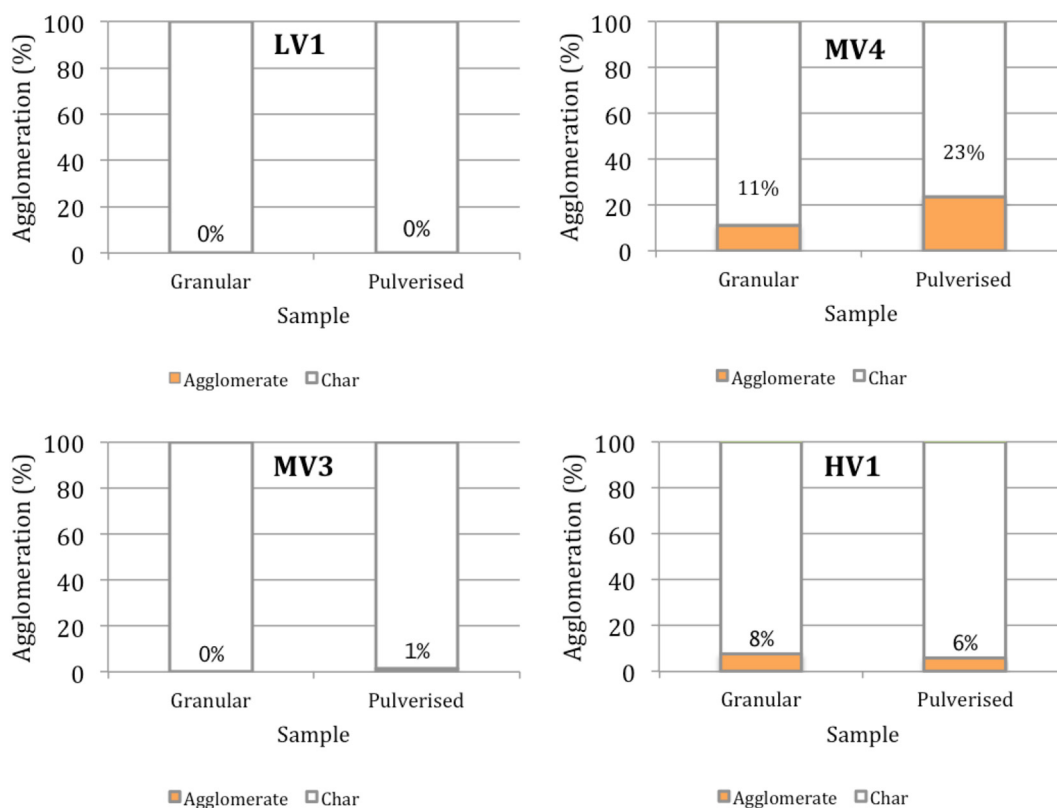 LV1
Agglomeration (%)
100
80
60
40
20
0
0%
0%
Granular Pulverised
Sample
Agglomerate Char
MV4
Agglomeration (%)
100
80
60
40
20
0
11%
23%
Granular Pulverised
Sample
Agglomerate Char
MV3
Agglomeration (%)
100
80
60
40
20
0
0%
1%
Granular Pulverised
Sample
Agglomerate Char
HV1
Agglomeration (%)
100
80
60
40
20
0
8%
6%
Granular Pulverised
Sample
Agglomerate Char